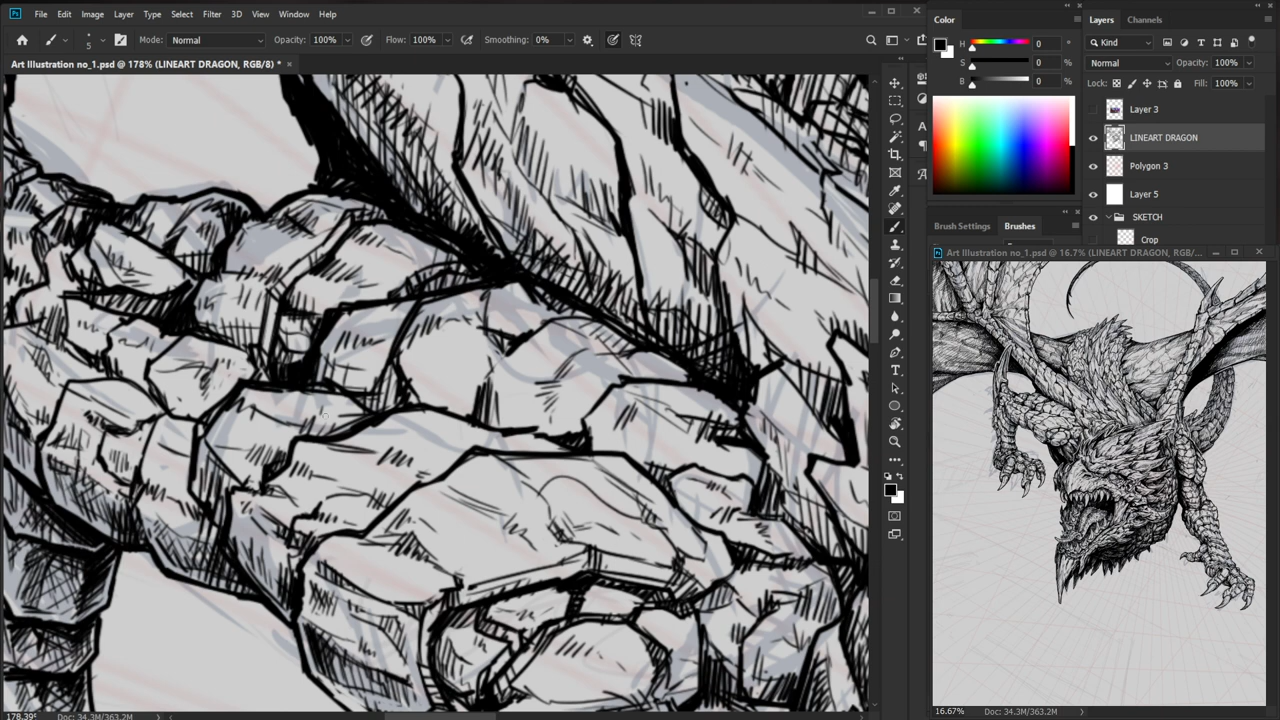 Ps File Edit Image Layer Type Select Filter 3D View Window Help
5 Mode: Normal Opacity: 100% Flow: 100% Smoothing: 0%
Art Illustration no_1.psd @ 178% (LINEART DRAGON, RGB/8) *
Color
H 0 °
S 0 %
B 0 %
Brush Settings Brushes
Layers Channels
Kind
Normal Opacity: 100%
Lock: Fill: 100%
Layer 3
LINEART DRAGON
Polygon 3
Layer 5
SKETCH
Crop
Art Illustration no_1.psd @ 16.7% (LINEART DRAGON, RGB/...
16.67% Doc: 34.3M/363.2M
178.39% Doc: 34.3M/363.2M